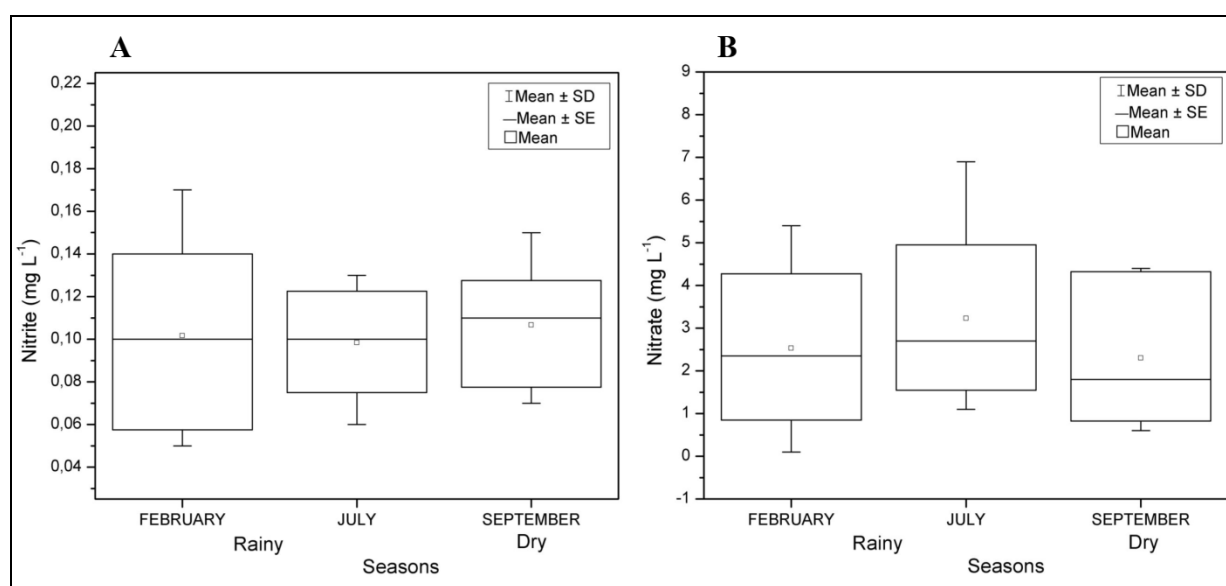 A
Mean ± SD
Mean ± SE
Mean
0,22
0,20
0,18
0,16
0,14
0,12
0,10
0,08
0,06
0,04
Nitrite (mg L⁻¹)
FEBRUARY JULY SEPTEMBER
Rainy Dry
Seasons
B
Mean ± SD
Mean ± SE
Mean
9
8
7
6
5
4
3
2
1
0
-1
Nitrate (mg L⁻¹)
FEBRUARY JULY SEPTEMBER
Rainy Dry
Seasons